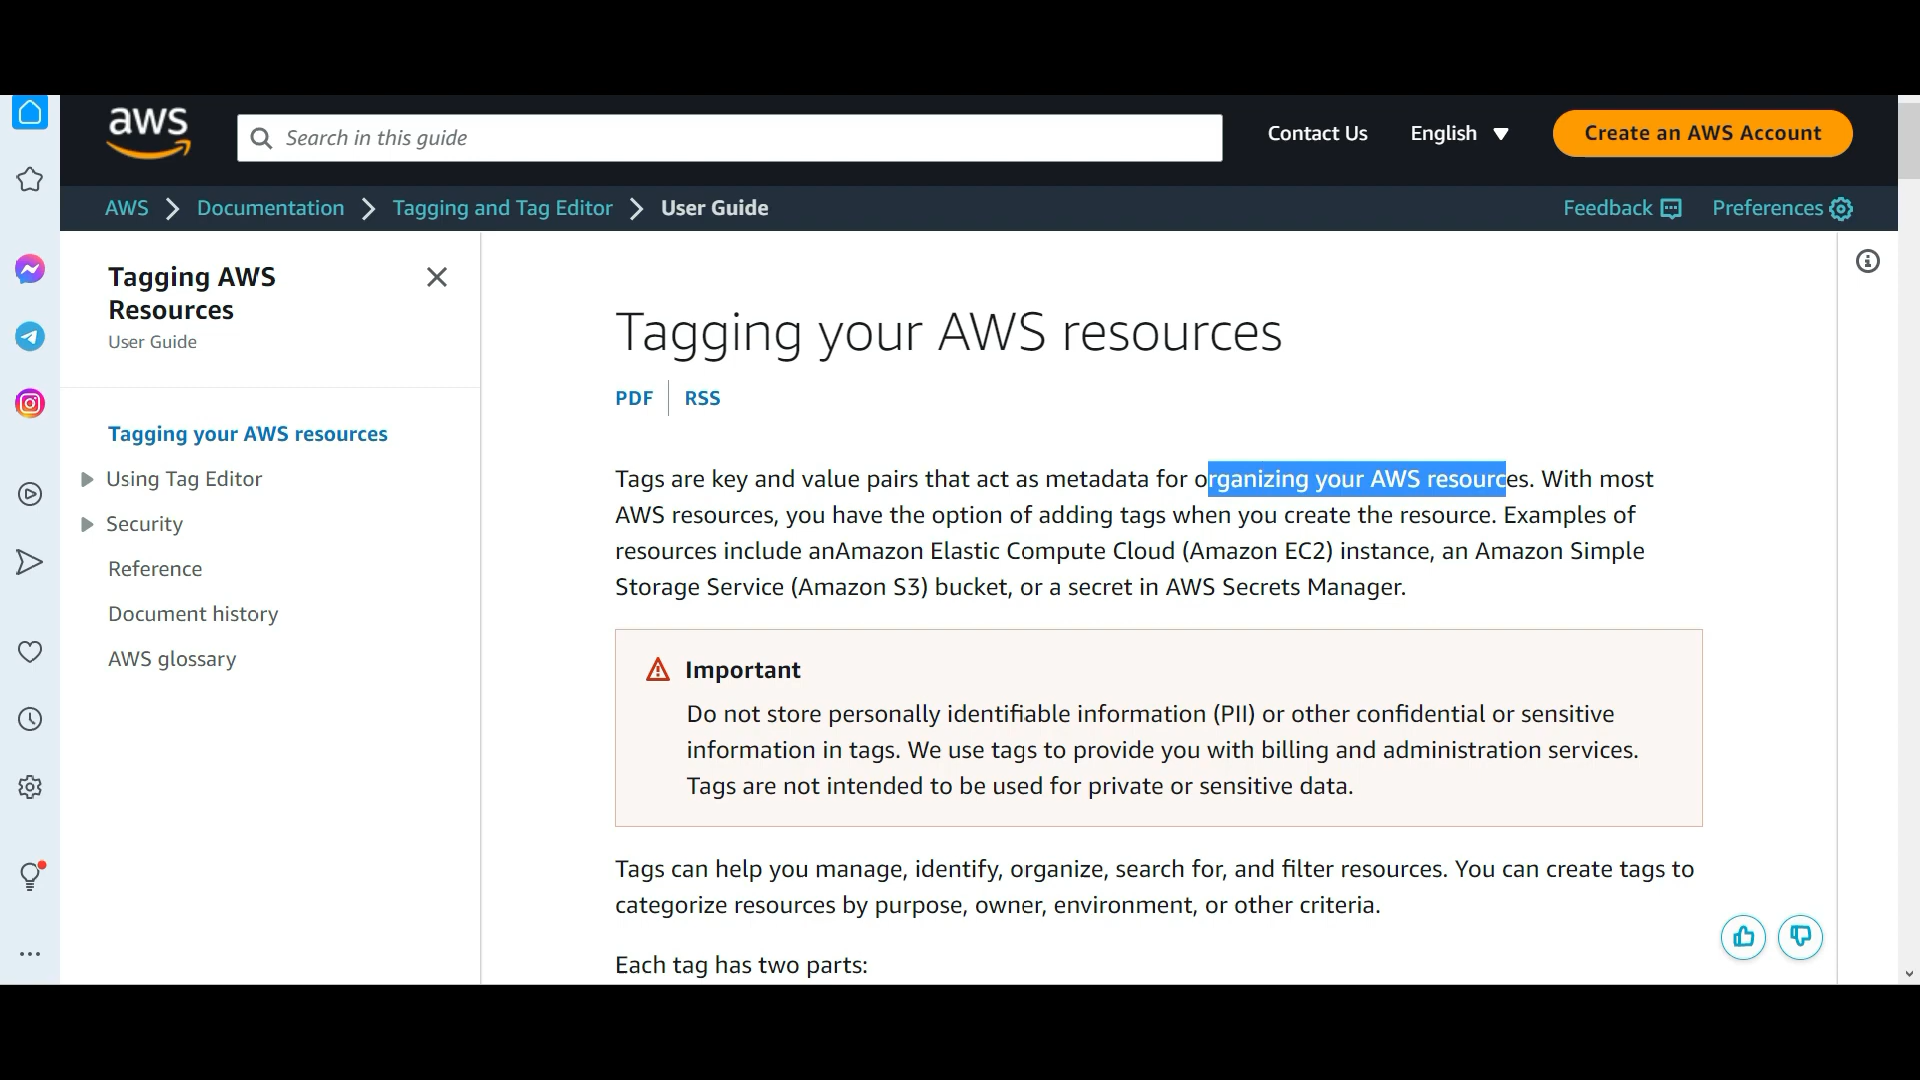 aws
Search in this guide
Contact Us
English
Create an AWS Account
AWS
Documentation
Tagging and Tag Editor
User Guide
Feedback
Preferences
Tagging AWS
Resources
User Guide
Tagging your AWS resources
Using Tag Editor
Security
Reference
Document history
AWS glossary
Tagging your AWS resources
PDF
RSS
Tags are key and value pairs that act as metadata for organizing your AWS resources. With most
AWS resources, you have the option of adding tags when you create the resource. Examples of
resources include anAmazon Elastic Compute Cloud (Amazon EC2) instance, an Amazon Simple
Storage Service (Amazon S3) bucket, or a secret in AWS Secrets Manager.
Important
Do not store personally identifiable information (PII) or other confidential or sensitive
information in tags. We use tags to provide you with billing and administration services.
Tags are not intended to be used for private or sensitive data.
Tags can help you manage, identify, organize, search for, and filter resources. You can create tags to
categorize resources by purpose, owner, environment, or other criteria.
Each tag has two parts: